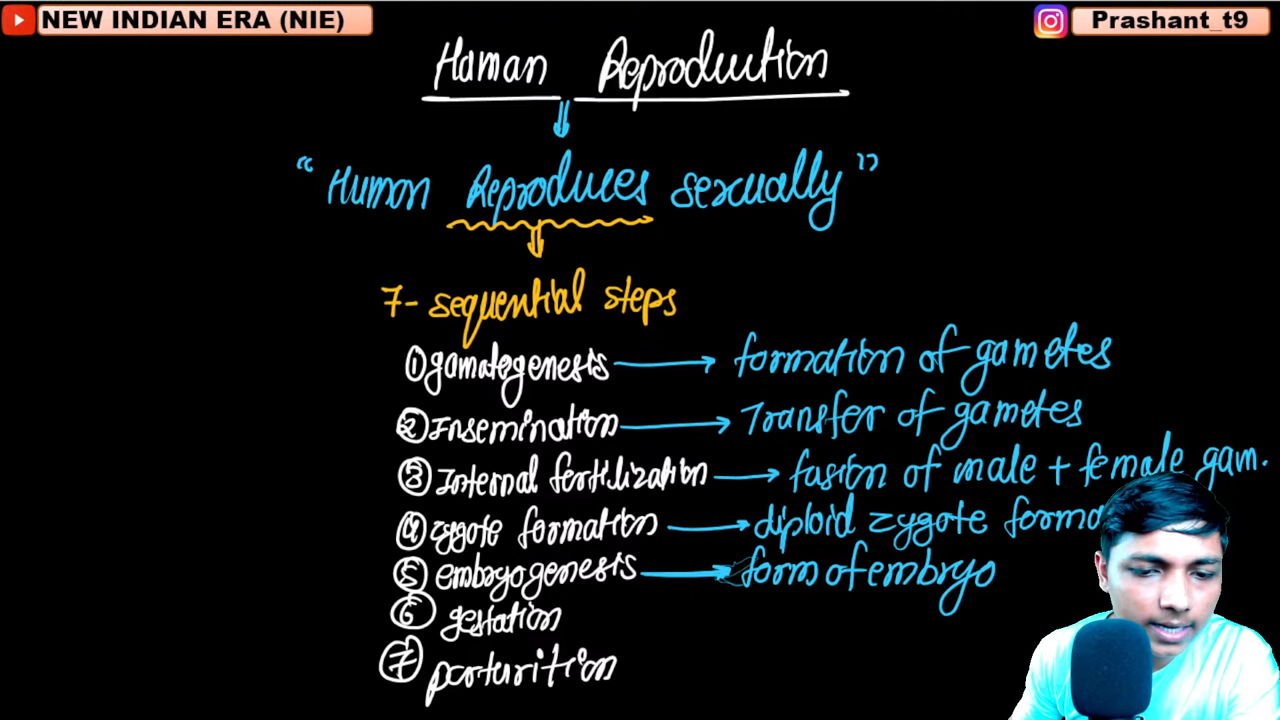 NEW INDIAN ERA (NIE)
Prashant_t9
Human Reproduction
"Human Reproduces sexually"
7- sequential steps
① gamatogenesis → formation of gametes
② Insemination → Transfer of gametes
③ Internal fertilization → fusion of male + female gam.
④ zygote formation → diploid zygote forma
⑤ embryogenesis → form of embryo
⑥ gestation
⑦ parturition